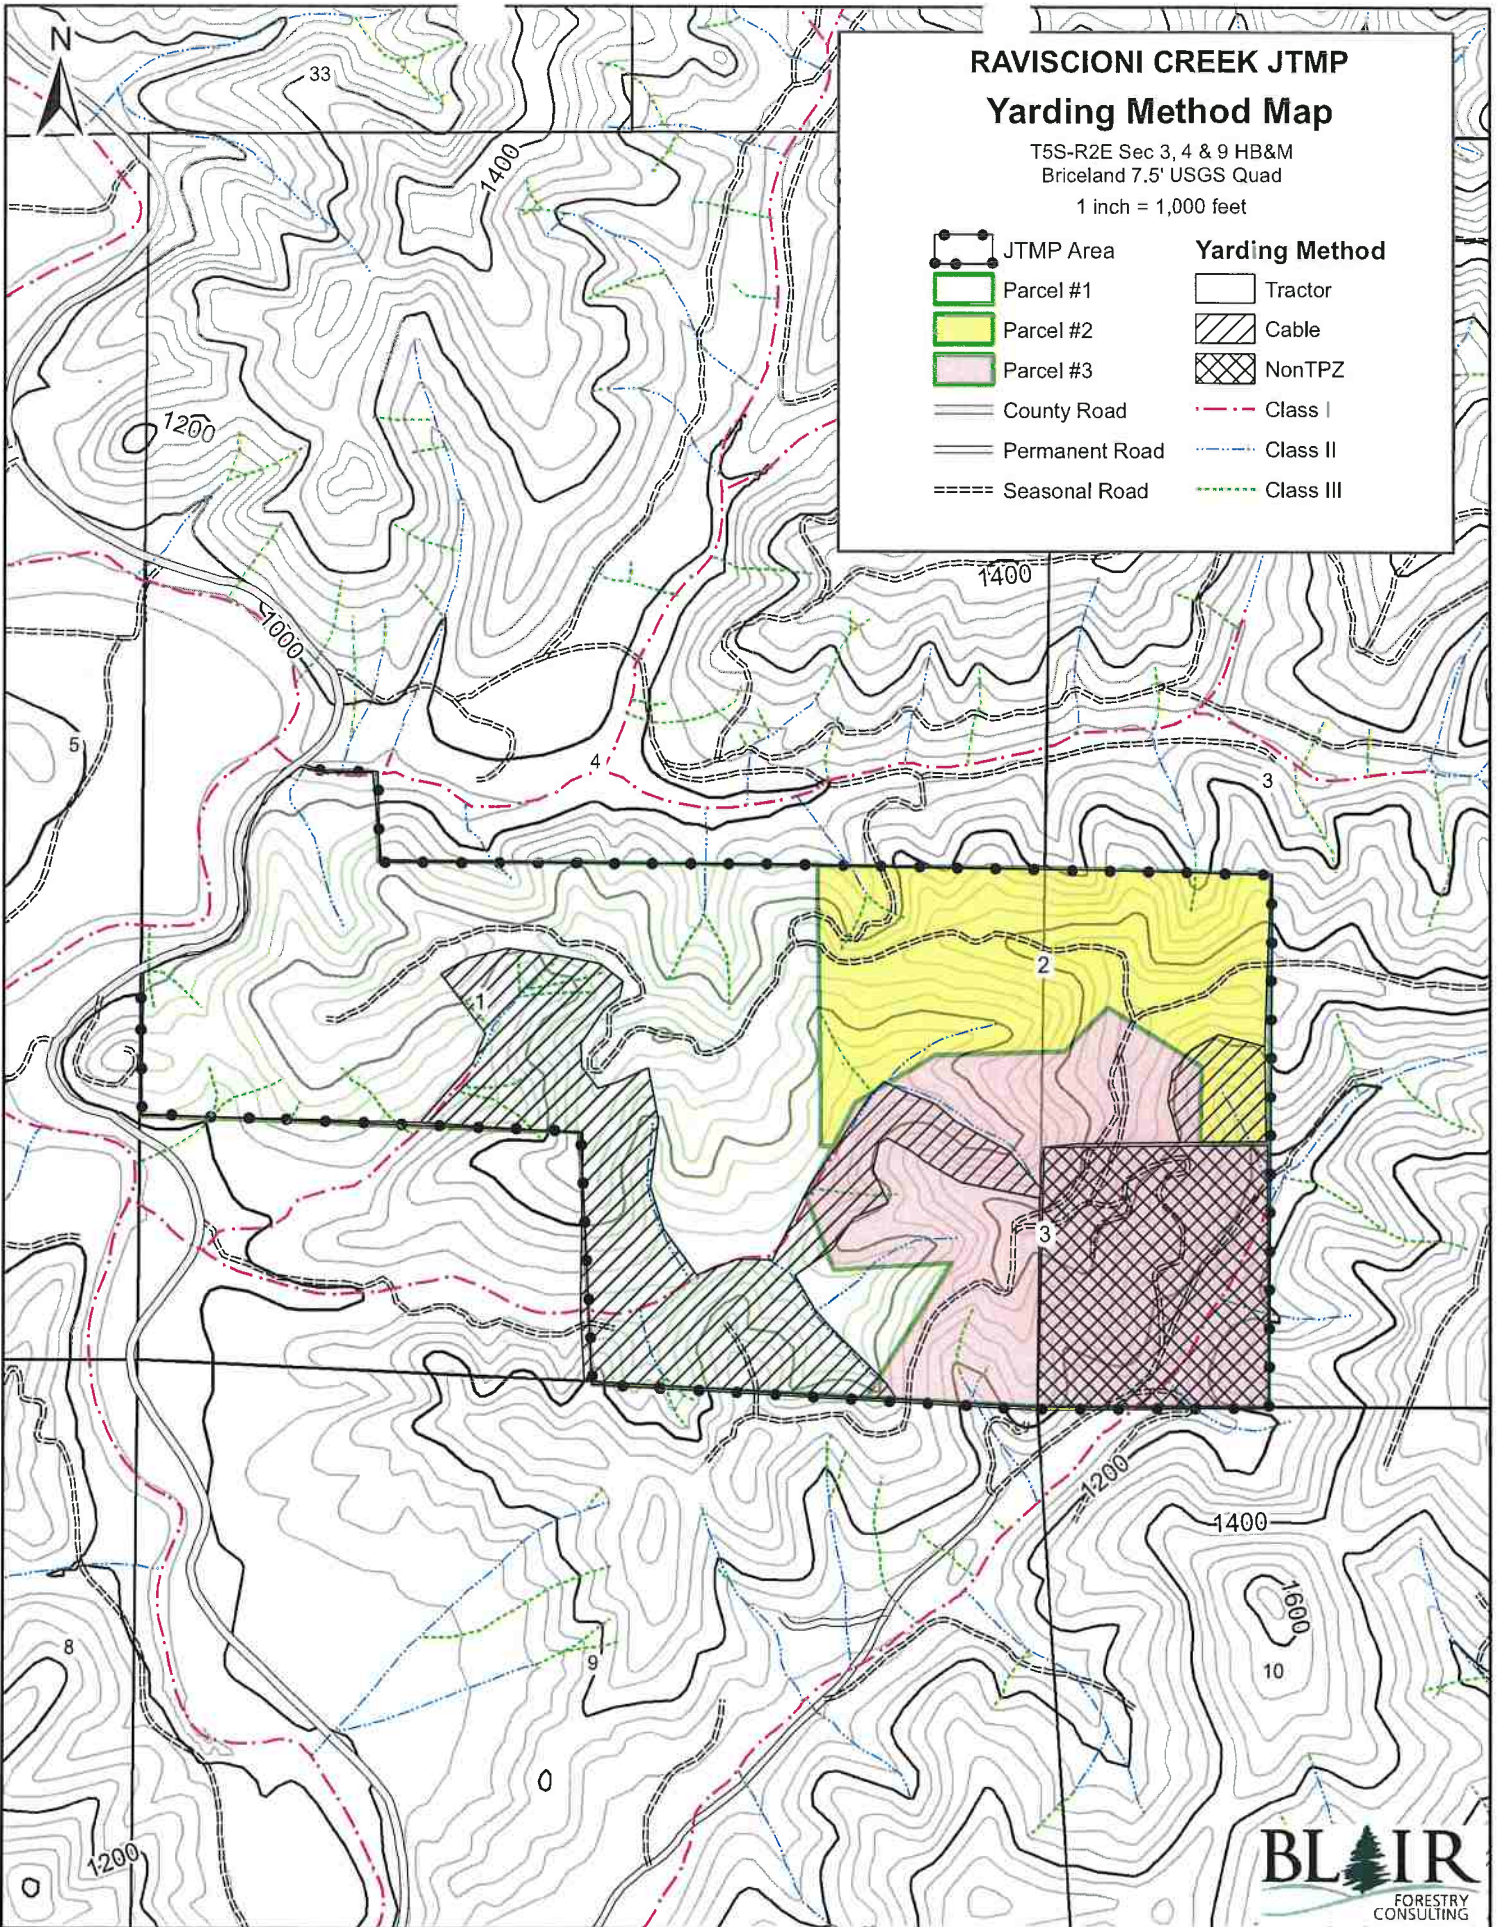 N
RAVISCIONI CREEK JTMP
Yarding Method Map
T5S-R2E Sec 3, 4 & 9 HB&M
Briceland 7.5' USGS Quad
1 inch = 1,000 feet
JTMP Area
Parcel #1
Parcel #2
Parcel #3
County Road
Permanent Road
Seasonal Road
Yarding Method
Tractor
Cable
NonTPZ
Class I
Class II
Class III
33
1400
1200
1400
1000
5
4
3
1
2
3
1200
1400
1600
8
9
10
1200
BLAIR
FORESTRY
CONSULTING